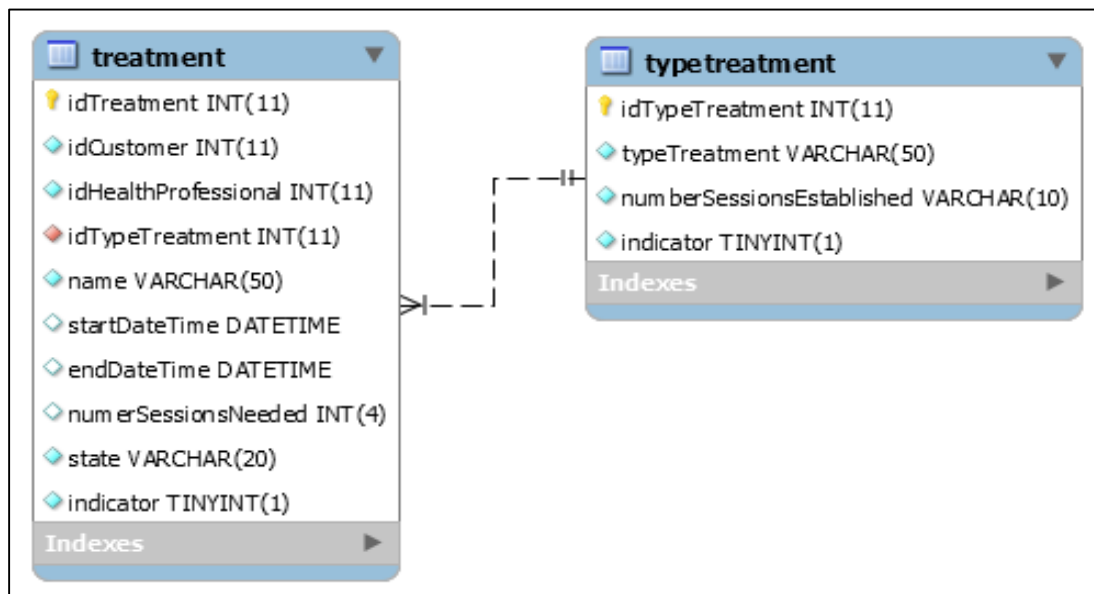 treatment
idTreatment INT(11)
idCustomer INT(11)
idHealthProfessional INT(11)
idTypeTreatment INT(11)
name VARCHAR(50)
startDateTime DATETIME
endDateTime DATETIME
numerSessionsNeeded INT(4)
state VARCHAR(20)
indicator TINYINT(1)
Indexes
typetreatment
idTypeTreatment INT(11)
typeTreatment VARCHAR(50)
numberSessionsEstablished VARCHAR(10)
indicator TINYINT(1)
Indexes